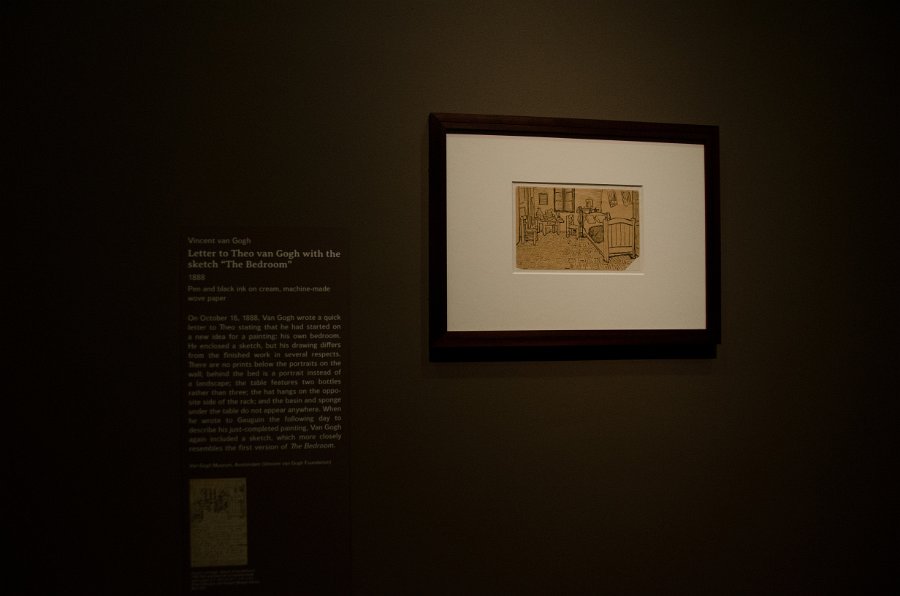 Vincent van Gogh
Letter to Theo van Gogh with the
sketch "The Bedroom"
1888
Pen and black ink on cream, machine-made
wove paper
On October 16, 1888, Van Gogh wrote a quick
letter to Theo stating that he had started on
a new idea for a painting: his own bedroom.
He enclosed a sketch, but his drawing differs
from the finished work in several respects.
There are no prints below the portraits on the
wall; behind the bed is a portrait instead of
a landscape; the table features two bottles
rather than three; the hat hangs on the oppo-
site side of the rack; and the basin and sponge
under the table do not appear anywhere. When
he wrote to Gauguin the following day to
describe his just-completed painting, Van Gogh
again included a sketch, which more closely
resembles the first version of The Bedroom.
Van Gogh Museum, Amsterdam (Vincent van Gogh Foundation)